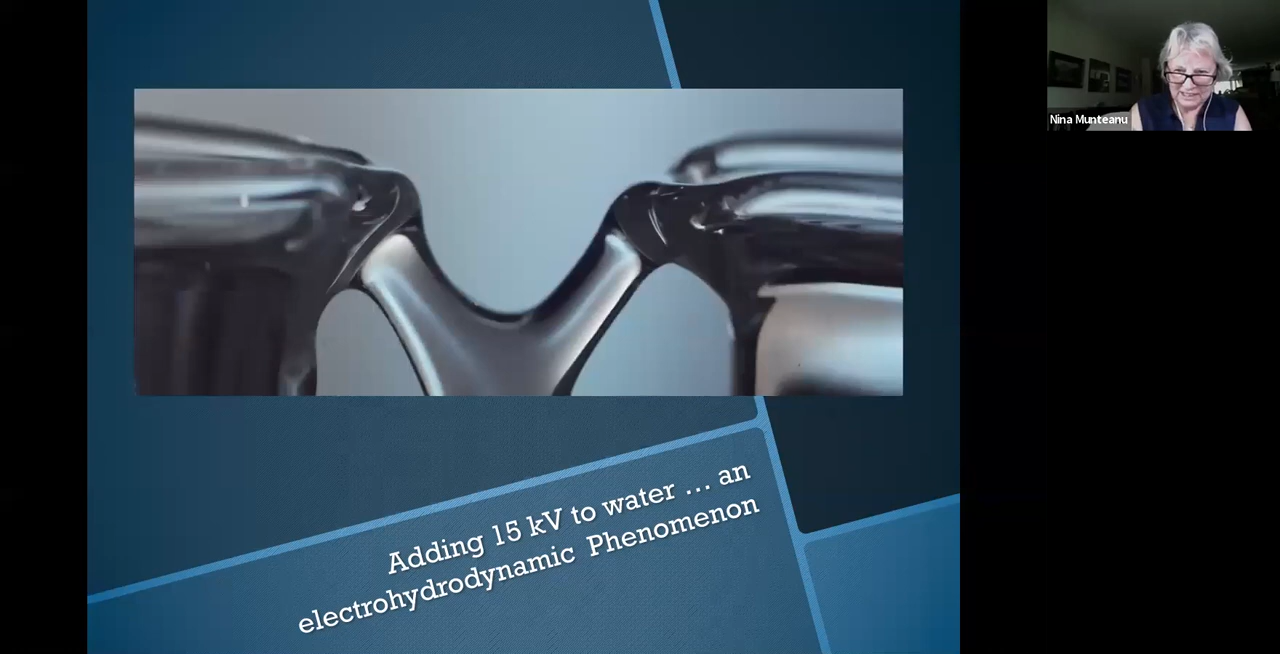 Nina Munteanu
Adding 15 kV to water ... an
electrohydrodynamic Phenomenon